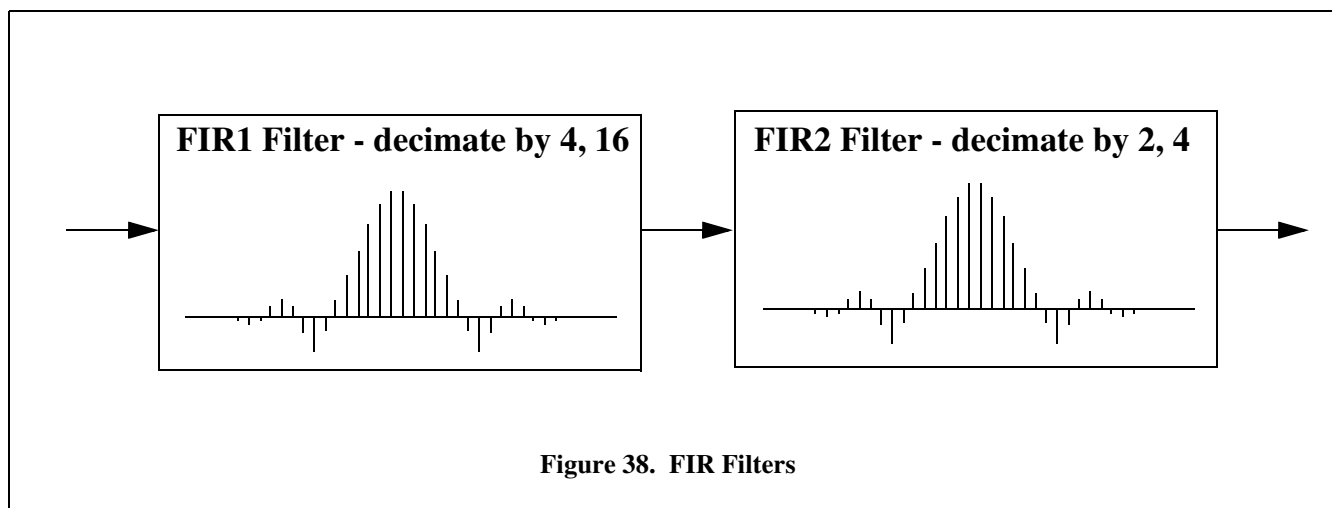 FIR1 Filter - decimate by 4, 16
FIR2 Filter - decimate by 2, 4
Figure 38.  FIR Filters